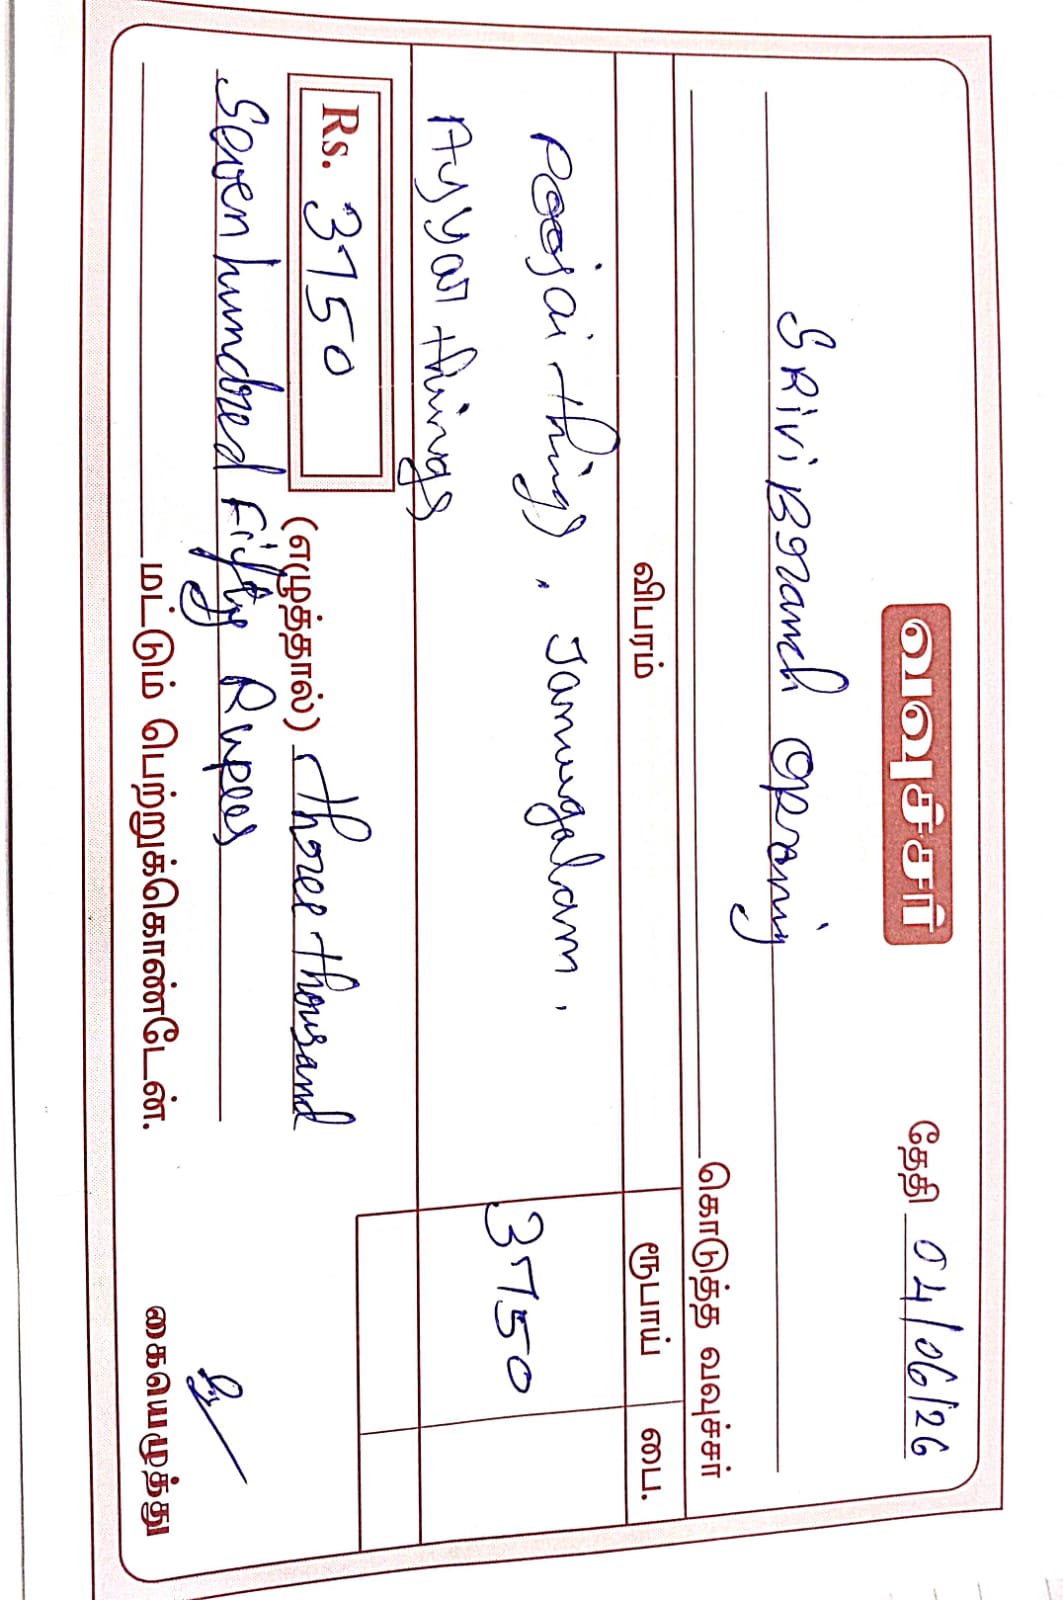 வவுச்சர்
தேதி 04/06/26
SRivi Branch Opening
கொடுத்த வவுச்சர்
விபரம் ரூபாய் பை.
Poojai things, Jamugalam,
3750
Ayyar things
Rs. 3750
(எழுத்தால்) three thousand
Seven hundred Fifty Rupees
மட்டும் பெற்றுக்கொண்டேன்.
கையெழுத்து